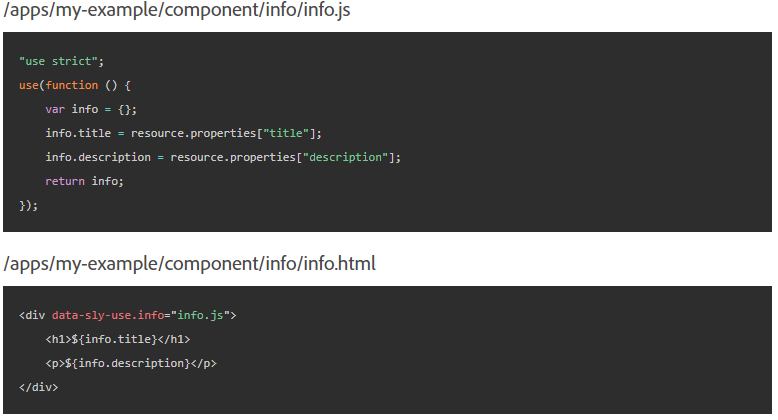 /apps/my-example/component/info/info.js
"use strict";
use(function () {
    var info = {};
    info.title = resource.properties["title"];
    info.description = resource.properties["description"];
    return info;
});
/apps/my-example/component/info/info.html
<div data-sly-use.info="info.js">
    <h1>${info.title}</h1>
    <p>${info.description}</p>
</div>